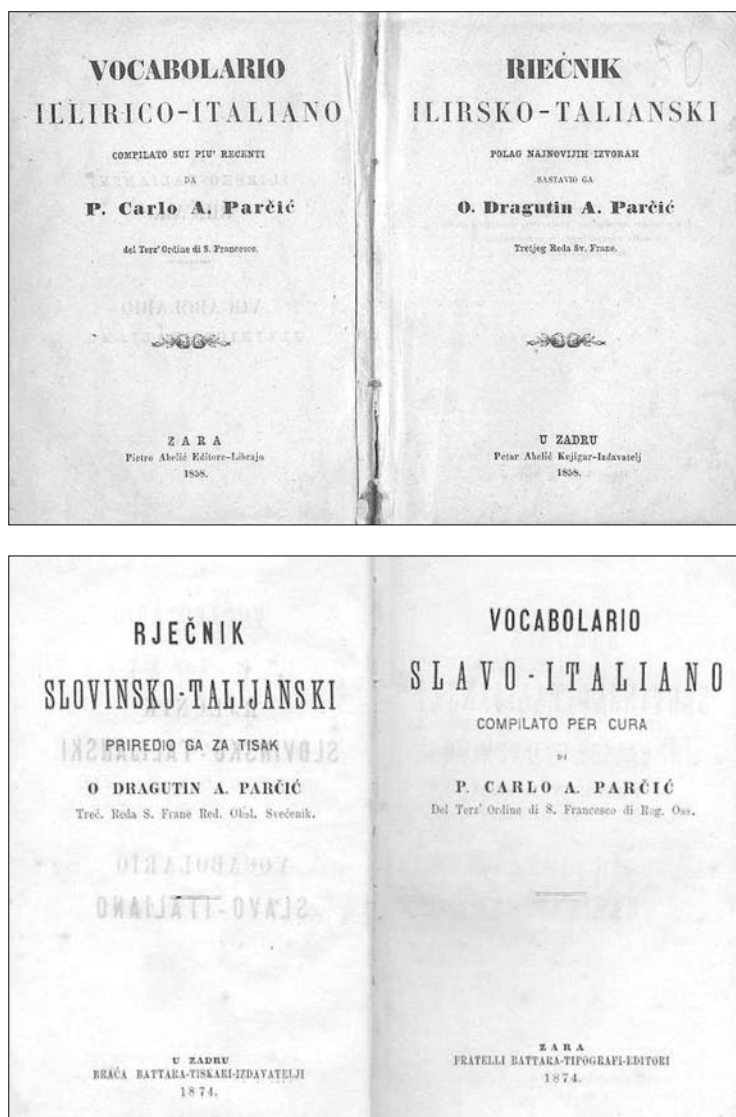 VOCABOLARIO
ILLIRICO-ITALIANO
COMPILATO SUI PIU' RECENTI
DA
P. Carlo A. Parčić
del Terz' Ordine di S. Francesco.
ZARA
Pietro Abelić Editore-Librajo
1858.
RIEČNIK
ILIRSKO-TALIANSKI
POLAG NAJNOVIJIH IZVORAH
SASTAVIO GA
O. Dragutin A. Parčić
Tretjeg Reda Sv. Frane.
U ZADRU
Petar Abelić Knjigar-Izdavatelj
1858.
RJEČNIK
SLOVINSKO-TALIJANSKI
PRIREDIO GA ZA TISAK
O DRAGUTIN A. PARČIĆ
Treć. Reda S. Frane Red. Obsl. Svećenik.
U ZADRU
BRAĆA BATTARA-TISKARI-IZDAVATELJI
1874.
VOCABOLARIO
SLAVO-ITALIANO
COMPILATO PER CURA
DI
P. CARLO A. PARČIĆ
Del Terz' Ordine di S. Francesco di Reg. Oss.
ZARA
FRATELLI BATTARA-TIPOGRAFI-EDITORI
1874.